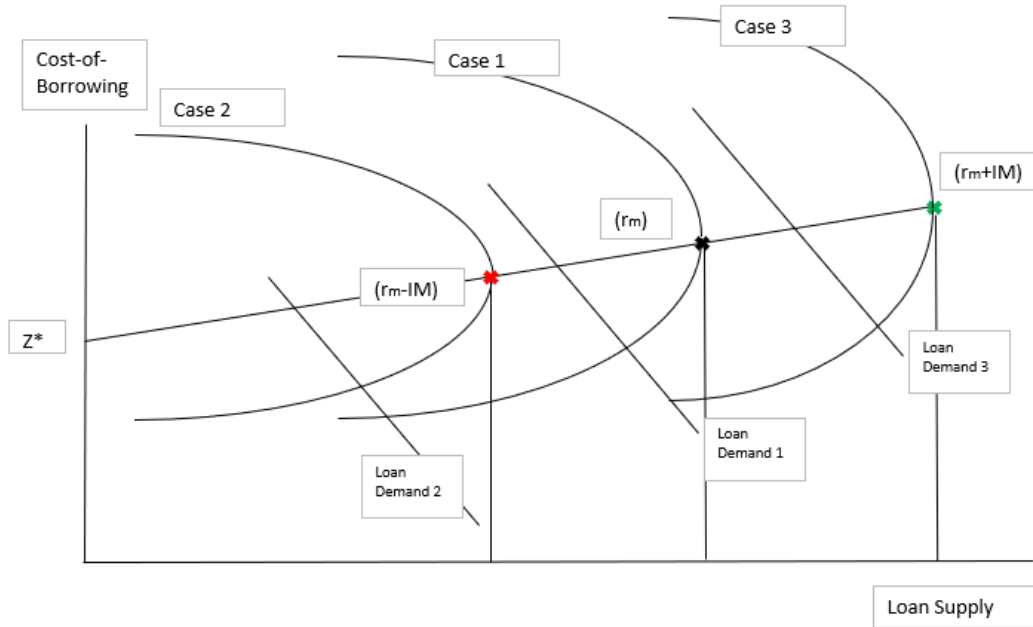 Case 3
Cost-of-
Borrowing
Case 1
Case 2
(rm+IM)
(rm)
(rm-IM)
Z*
Loan
Demand 3
Loan
Demand 1
Loan
Demand 2
Loan Supply